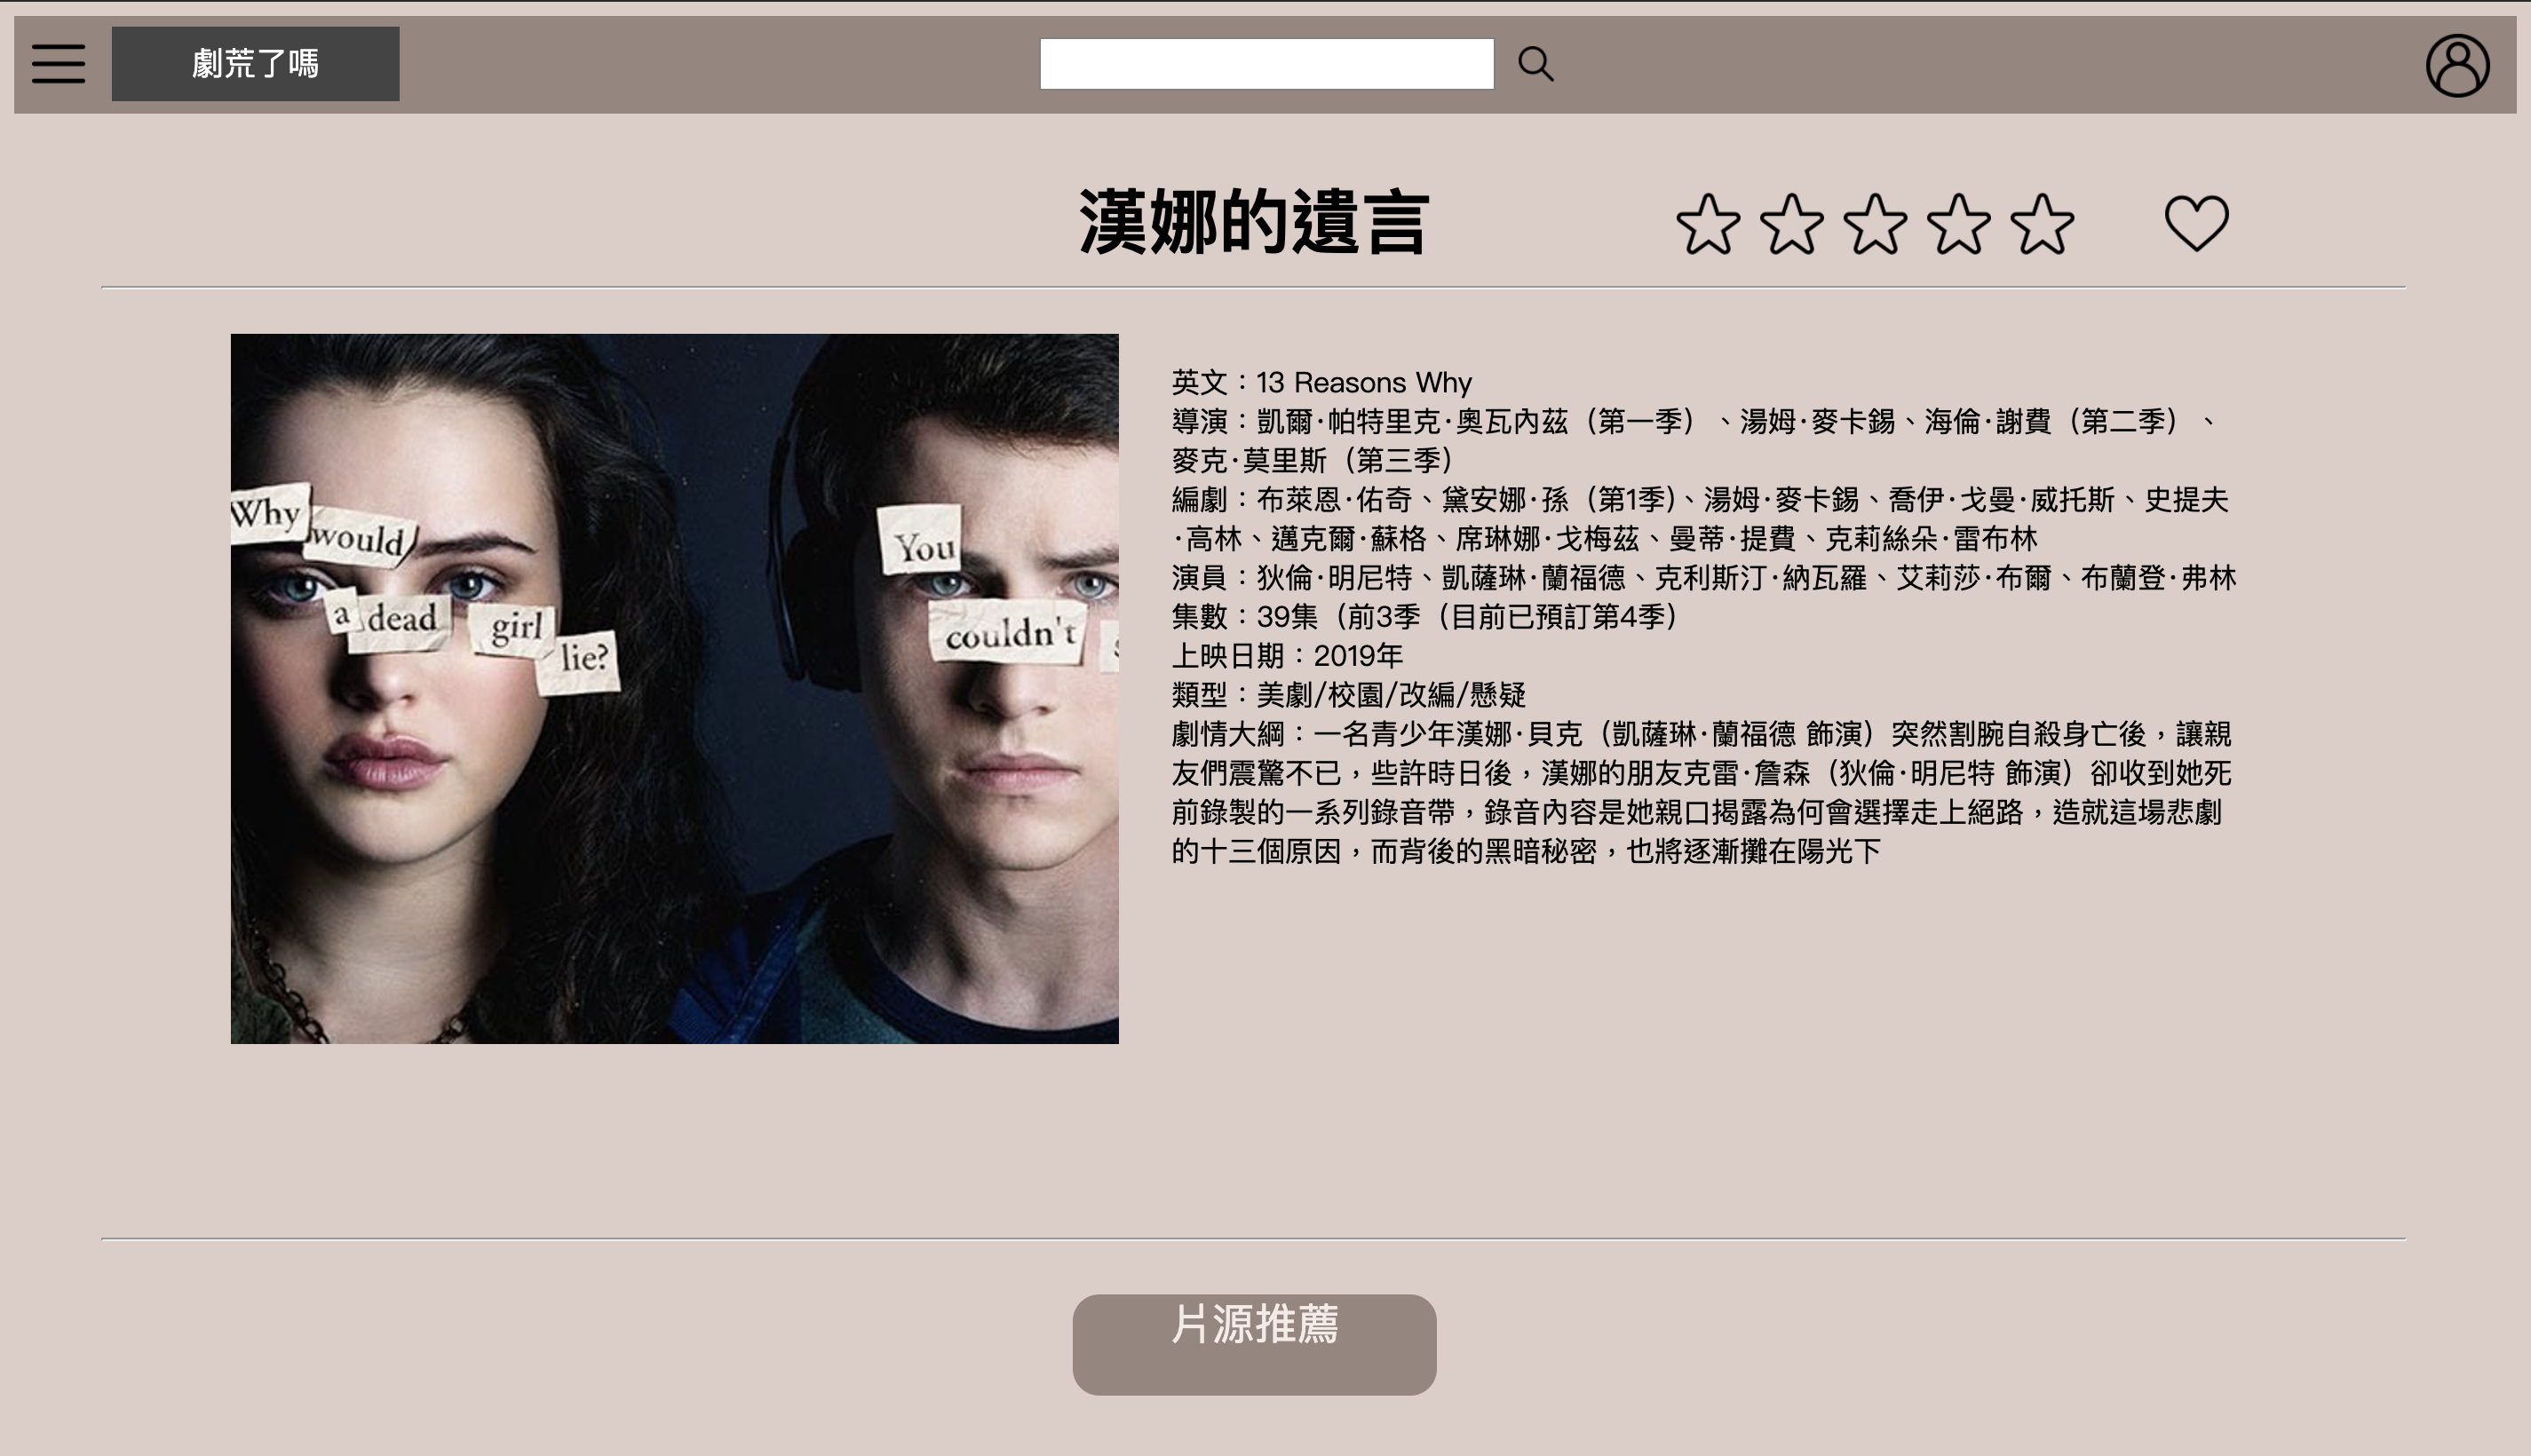 劇荒了嗎
漢娜的遺言
Why
would
a
dead
girl
lie?
You
couldn't
英文：13 Reasons Why
導演：凱爾·帕特里克·奧瓦內茲（第一季）、湯姆·麥卡錫、海倫·謝費（第二季）、
麥克·莫里斯（第三季）
編劇：布萊恩·佑奇、黛安娜·孫（第1季)、湯姆·麥卡錫、喬伊·戈曼·威托斯、史提夫
·高林、邁克爾·蘇格、席琳娜·戈梅茲、曼蒂·提費、克莉絲朵·雷布林
演員：狄倫·明尼特、凱薩琳·蘭福德、克利斯汀·納瓦羅、艾莉莎·布爾、布蘭登·弗林
集數：39集（前3季（目前已預訂第4季）
上映日期：2019年
類型：美劇/校園/改編/懸疑
劇情大綱：一名青少年漢娜·貝克（凱薩琳·蘭福德 飾演）突然割腕自殺身亡後，讓親
友們震驚不已，些許時日後，漢娜的朋友克雷·詹森（狄倫·明尼特 飾演）卻收到她死
前錄製的一系列錄音帶，錄音內容是她親口揭露為何會選擇走上絕路，造就這場悲劇
的十三個原因，而背後的黑暗秘密，也將逐漸攤在陽光下
片源推薦